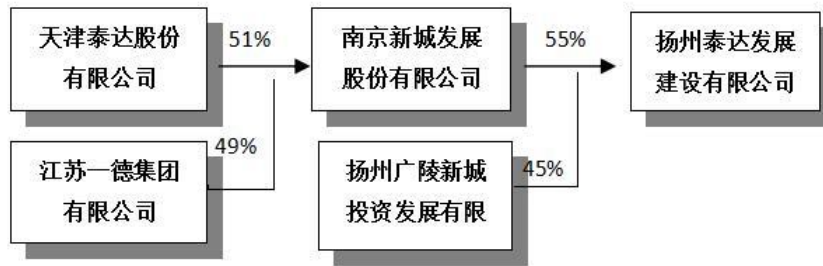 天津泰达股份
有限公司
51%
南京新城发展
股份有限公司
55%
扬州泰达发展
建设有限公司
江苏一德集团
有限公司
49%
扬州广陵新城
投资发展有限
45%